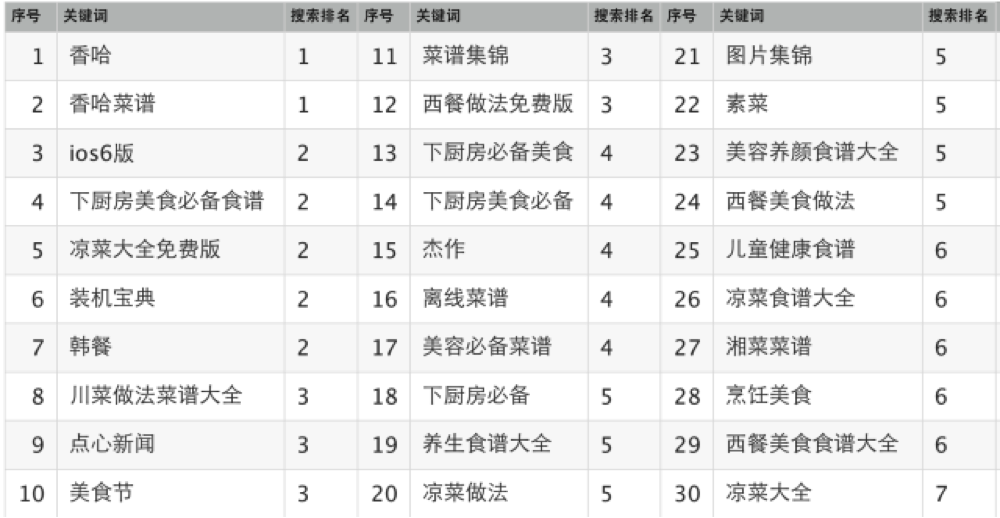 序号 关键词 搜索排名 序号 关键词 搜索排名 序号 关键词 搜索排名
1 香哈 1 11 菜谱集锦 3 21 图片集锦 5
2 香哈菜谱 1 12 西餐做法免费版 3 22 素菜 5
3 ios6版 2 13 下厨房必备美食 4 23 美容养颜食谱大全 5
4 下厨房美食必备食谱 2 14 下厨房美食必备 4 24 西餐美食做法 5
5 凉菜大全免费版 2 15 杰作 4 25 儿童健康食谱 6
6 装机宝典 2 16 离线菜谱 4 26 凉菜食谱大全 6
7 韩餐 2 17 美容必备菜谱 4 27 湘菜菜谱 6
8 川菜做法菜谱大全 3 18 下厨房必备 5 28 烹饪美食 6
9 点心新闻 3 19 养生食谱大全 5 29 西餐美食食谱大全 6
10 美食节 3 20 凉菜做法 5 30 凉菜大全 7